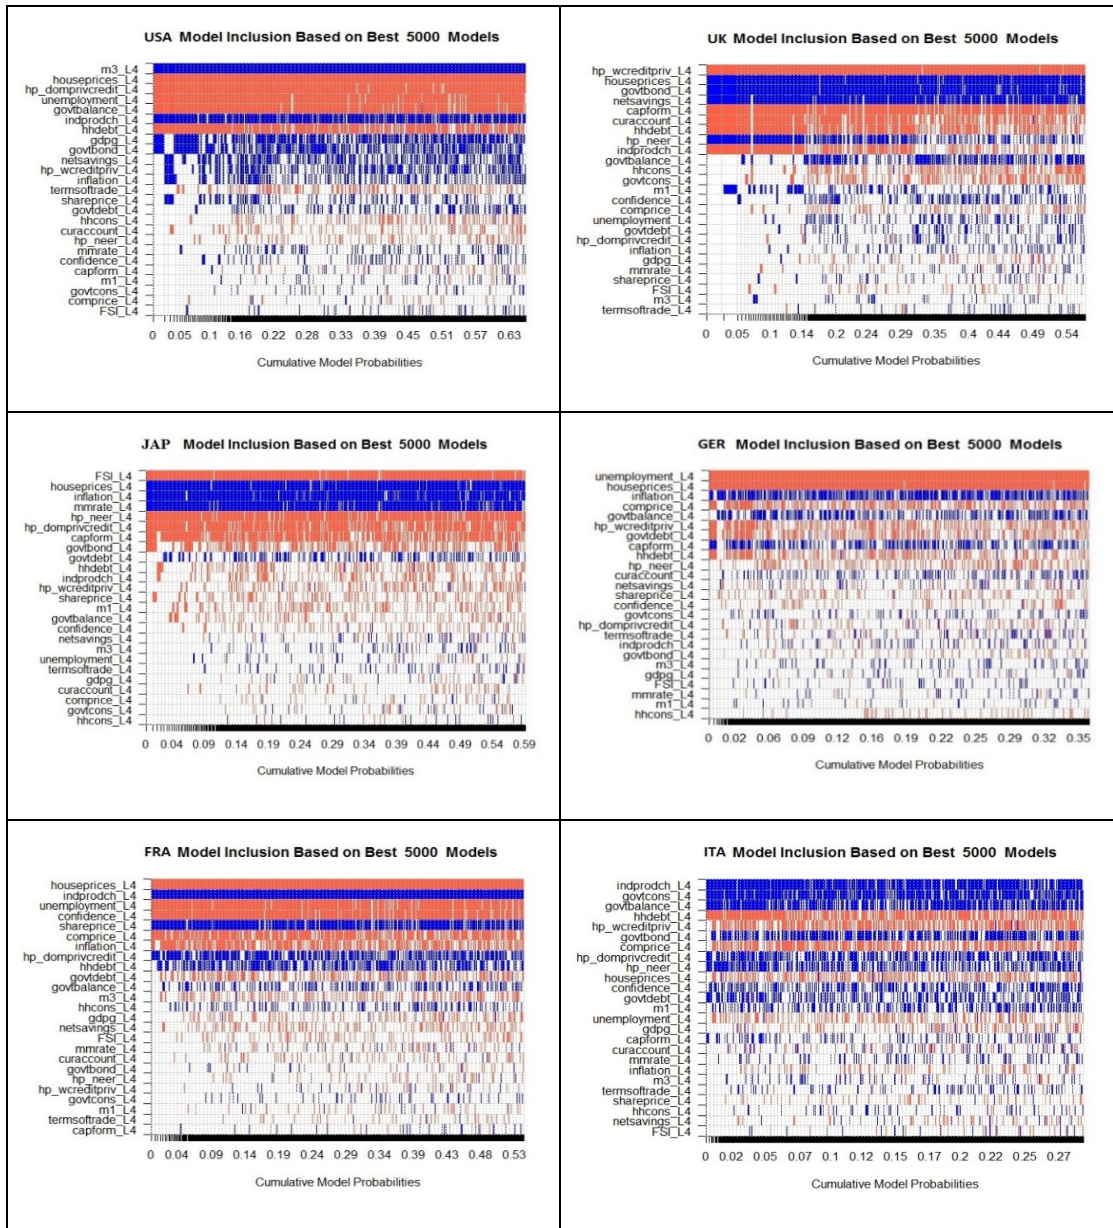 USA Model Inclusion Based on Best 5000 Models
m3_L4
houseprices_L4
hp_domprivcredit_L4
unemployment_L4
govtbalance_L4
indprodch_L4
hhdebt_L4
gdpg_L4
govtbond_L4
netsavings_L4
hp_wcreditpriv_L4
inflation_L4
termsoftrade_L4
shareprice_L4
govtdebt_L4
hhcons_L4
curaccount_L4
hp_neer_L4
mmrate_L4
confidence_L4
capform_L4
m1_L4
govtcons_L4
comprice_L4
FSI_L4
0 0.05 0.11 0.16 0.22 0.28 0.33 0.39 0.45 0.51 0.57 0.63
Cumulative Model Probabilities
UK Model Inclusion Based on Best 5000 Models
hp_wcreditpriv_L4
houseprices_L4
govtbond_L4
netsavings_L4
capform_L4
curaccount_L4
hhdebt_L4
hp_neer_L4
indprodch_L4
govtbalance_L4
hhcons_L4
govtcons_L4
m1_L4
confidence_L4
comprice_L4
unemployment_L4
govtdebt_L4
hp_domprivcredit_L4
inflation_L4
gdpg_L4
mmrate_L4
shareprice_L4
FSI_L4
m3_L4
termsoftrade_L4
0 0.05 0.1 0.15 0.2 0.24 0.29 0.35 0.4 0.44 0.49 0.54
Cumulative Model Probabilities
JAP Model Inclusion Based on Best 5000 Models
FSI_L4
houseprices_L4
inflation_L4
mmrate_L4
hp_neer_L4
hp_domprivcredit_L4
capform_L4
govtbond_L4
govtdebt_L4
hhdebt_L4
indprodch_L4
hp_wcreditpriv_L4
shareprice_L4
m1_L4
govtbalance_L4
confidence_L4
netsavings_L4
m3_L4
unemployment_L4
termsoftrade_L4
gdpg_L4
curaccount_L4
comprice_L4
govtcons_L4
hhcons_L4
0 0.04 0.09 0.14 0.19 0.24 0.29 0.34 0.39 0.44 0.49 0.54 0.59
Cumulative Model Probabilities
GER Model Inclusion Based on Best 5000 Models
unemployment_L4
houseprices_L4
inflation_L4
comprice_L4
govtbalance_L4
hp_wcreditpriv_L4
govtdebt_L4
capform_L4
hhdebt_L4
hp_neer_L4
curaccount_L4
netsavings_L4
shareprice_L4
confidence_L4
govtcons_L4
hp_domprivcredit_L4
termsoftrade_L4
indprodch_L4
govtbond_L4
m3_L4
gdpg_L4
FSI_L4
mmrate_L4
m1_L4
hhcons_L4
0 0.02 0.06 0.09 0.12 0.16 0.19 0.22 0.25 0.29 0.32 0.35
Cumulative Model Probabilities
FRA Model Inclusion Based on Best 5000 Models
houseprices_L4
indprodch_L4
unemployment_L4
confidence_L4
shareprice_L4
comprice_L4
inflation_L4
hp_domprivcredit_L4
hhdebt_L4
govtdebt_L4
govtbalance_L4
m3_L4
hhcons_L4
gdpg_L4
netsavings_L4
FSI_L4
mmrate_L4
curaccount_L4
govtbond_L4
hp_neer_L4
hp_wcreditpriv_L4
govtcons_L4
m1_L4
termsoftrade_L4
capform_L4
0 0.04 0.09 0.14 0.19 0.24 0.29 0.34 0.39 0.43 0.48 0.53
Cumulative Model Probabilities
ITA Model Inclusion Based on Best 5000 Models
indprodch_L4
govtcons_L4
govtbalance_L4
hhdebt_L4
hp_wcreditpriv_L4
govtbond_L4
comprice_L4
hp_domprivcredit_L4
hp_neer_L4
houseprices_L4
confidence_L4
govtdebt_L4
m1_L4
unemployment_L4
gdpg_L4
capform_L4
curaccount_L4
mmrate_L4
inflation_L4
m3_L4
termsoftrade_L4
shareprice_L4
hhcons_L4
netsavings_L4
FSI_L4
0 0.02 0.05 0.07 0.1 0.12 0.15 0.17 0.2 0.22 0.25 0.27
Cumulative Model Probabilities